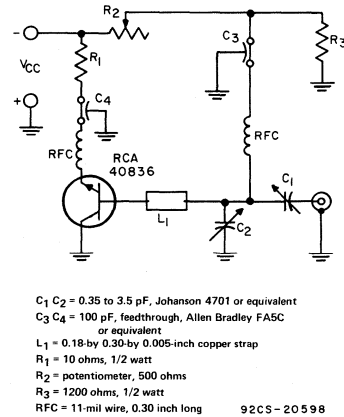 R2
-
C3
R3
R1
VCC
C4
+
RFC
RFC
RCA
40836
C1
L1
C2
C1 C2 = 0.35 to 3.5 pF, Johanson 4701 or equivalent
C3 C4 = 100 pF, feedthrough, Allen Bradley FA5C
or equivalent
L1 = 0.18-by 0.30-by 0.005-inch copper strap
R1 = 10 ohms, 1/2 watt
R2 = potentiometer, 500 ohms
R3 = 1200 ohms, 1/2 watt
RFC = 11-mil wire, 0.30 inch long 92CS-20598